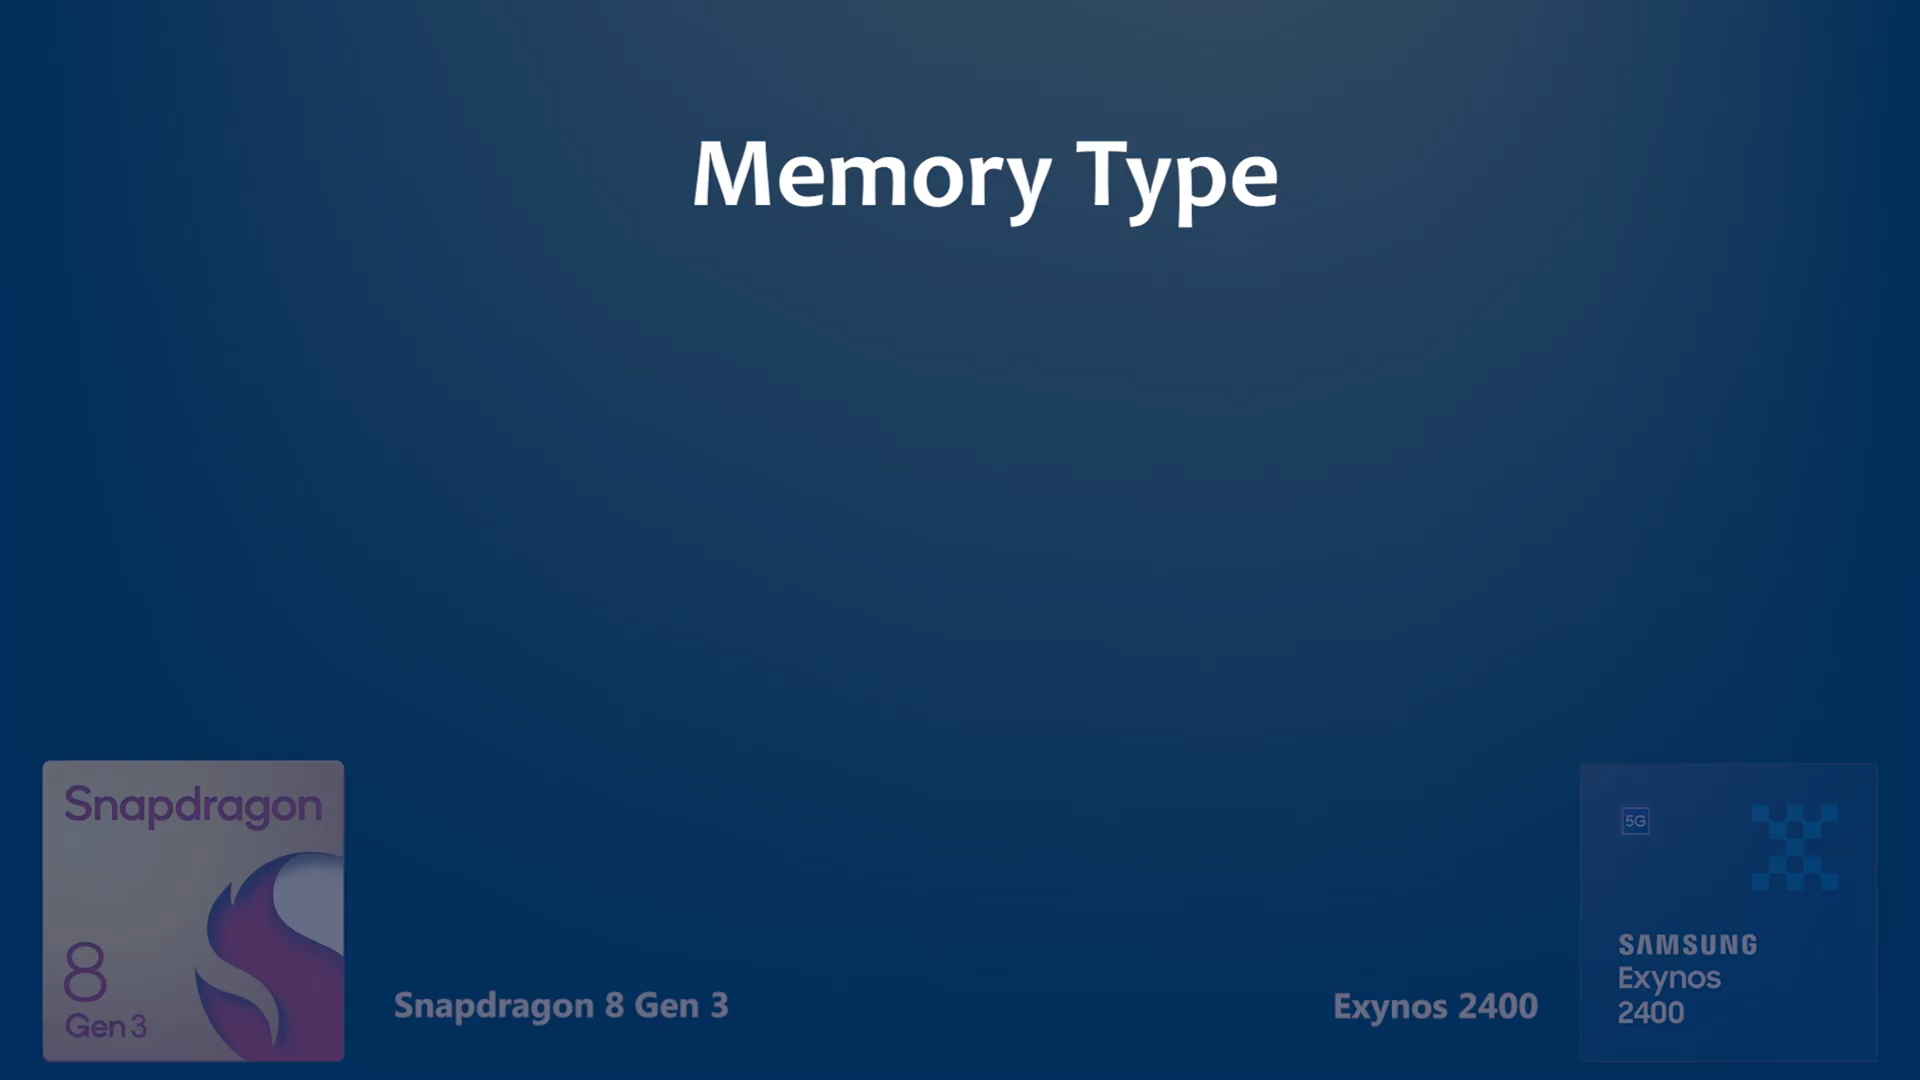 Memory Type
Snapdragon
8
Gen 3
Snapdragon 8 Gen 3
Exynos 2400
5G
SAMSUNG
Exynos
2400